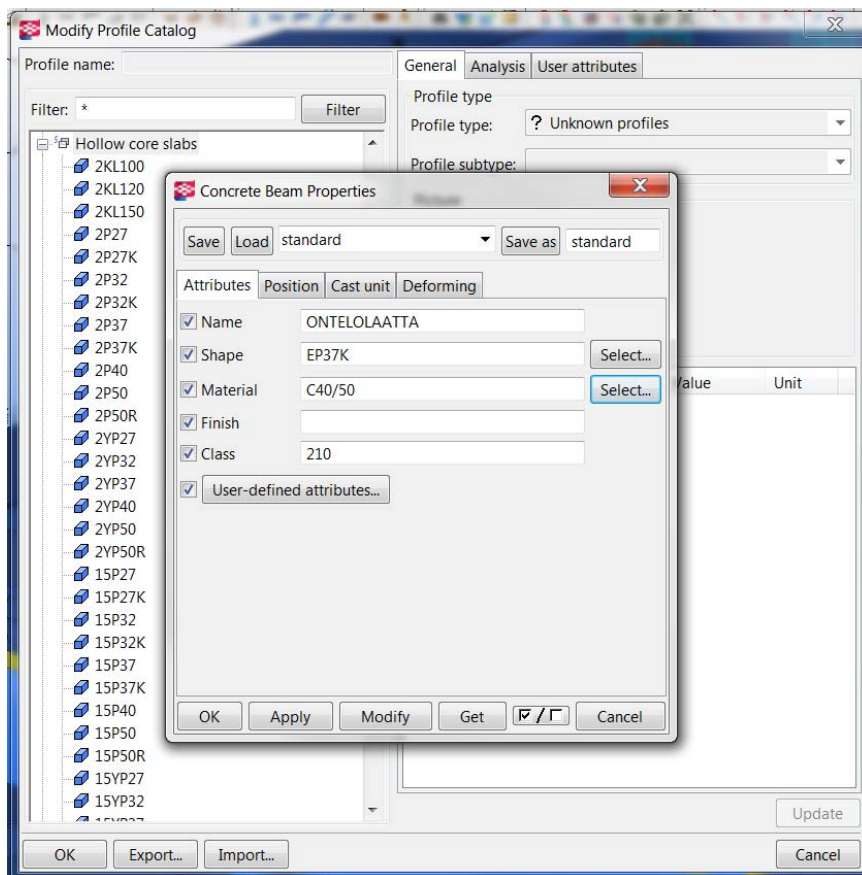 Modify Profile Catalog
Profile name:
Filter: *
Filter
Hollow core slabs
2KL100
2KL120
2KL150
2P27
2P27K
2P32
2P32K
2P37
2P37K
2P40
2P50
2P50R
2YP27
2YP32
2YP37
2YP40
2YP50
2YP50R
15P27
15P27K
15P32
15P32K
15P37
15P37K
15P40
15P50
15P50R
15YP27
15YP32
General Analysis User attributes
Profile type
Profile type: ? Unknown profiles
Profile subtype:
Picture
Value Unit
Update
OK Export... Import... Cancel
Concrete Beam Properties
Save Load standard Save as standard
Attributes Position Cast unit Deforming
Name ONTELOLAATTA
Shape EP37K Select...
Material C40/50 Select...
Finish
Class 210
User-defined attributes...
OK Apply Modify Get / Cancel